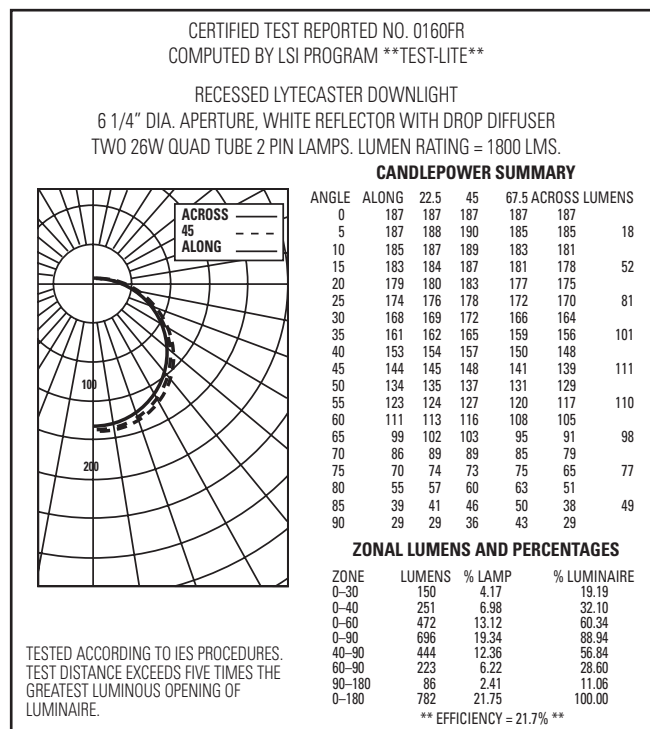 CERTIFIED TEST REPORTED NO. 0160FR
COMPUTED BY LSI PROGRAM **TEST-LITE**
RECESSED LYTECASTER DOWNLIGHT
6 1/4" DIA. APERTURE, WHITE REFLECTOR WITH DROP DIFFUSER
TWO 26W QUAD TUBE 2 PIN LAMPS. LUMEN RATING = 1800 LMS.
ACROSS
45
ALONG
100
200
CANDLEPOWER SUMMARY
ANGLE ALONG 22.5 45 67.5 ACROSS LUMENS
0 187 187 187 187 187
5 187 188 190 185 185 18
10 185 187 189 183 181
15 183 184 187 181 178 52
20 179 180 183 177 175
25 174 176 178 172 170 81
30 168 169 172 166 164
35 161 162 165 159 156 101
40 153 154 157 150 148
45 144 145 148 141 139 111
50 134 135 137 131 129
55 123 124 127 120 117 110
60 111 113 116 108 105
65 99 102 103 95 91 98
70 86 89 89 85 79
75 70 74 73 75 65 77
80 55 57 60 63 51
85 39 41 46 50 38 49
90 29 29 36 43 29
ZONAL LUMENS AND PERCENTAGES
ZONE LUMENS % LAMP % LUMINAIRE
0–30 150 4.17 19.19
0–40 251 6.98 32.10
0–60 472 13.12 60.34
0–90 696 19.34 88.94
40–90 444 12.36 56.84
60–90 223 6.22 28.60
90–180 86 2.41 11.06
0–180 782 21.75 100.00
** EFFICIENCY = 21.7% **
TESTED ACCORDING TO IES PROCEDURES.
TEST DISTANCE EXCEEDS FIVE TIMES THE
GREATEST LUMINOUS OPENING OF
LUMINAIRE.